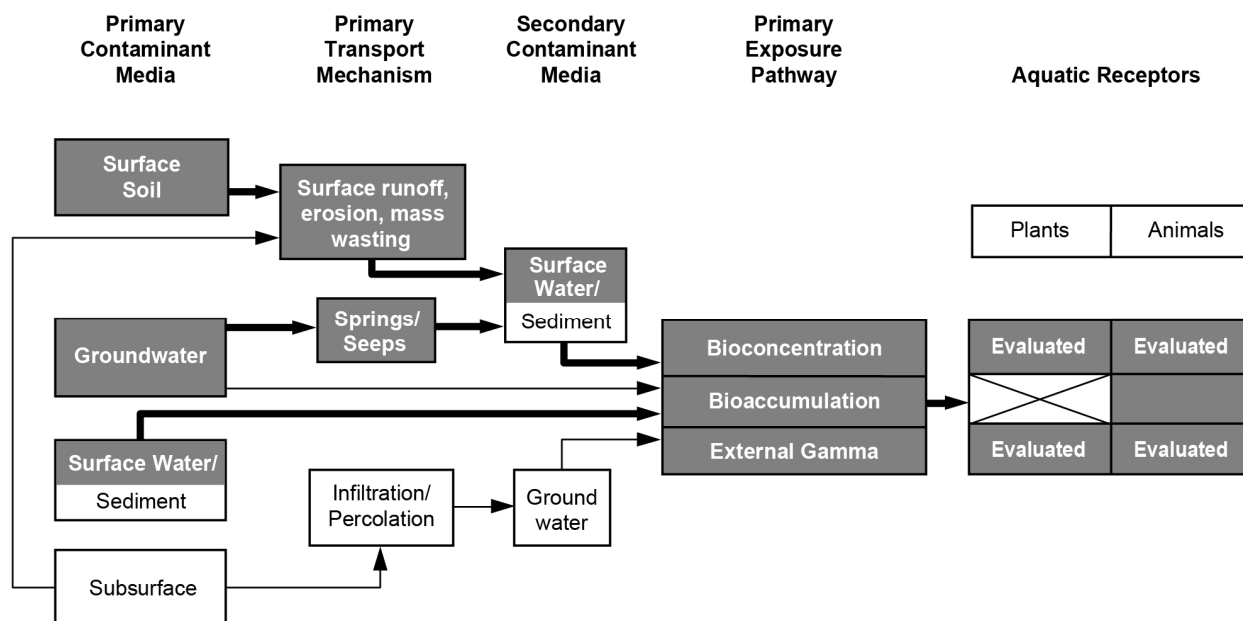 Primary
Contaminant
Media
Primary
Transport
Mechanism
Secondary
Contaminant
Media
Primary
Exposure
Pathway
Aquatic Receptors
Surface
Soil
Surface runoff,
erosion, mass
wasting
Plants
Animals
Surface
Water/
Sediment
Groundwater
Springs/
Seeps
Bioconcentration
Bioaccumulation
External Gamma
Evaluated
Evaluated
Evaluated
Evaluated
Surface Water/
Sediment
Infiltration/
Percolation
Ground
water
Subsurface